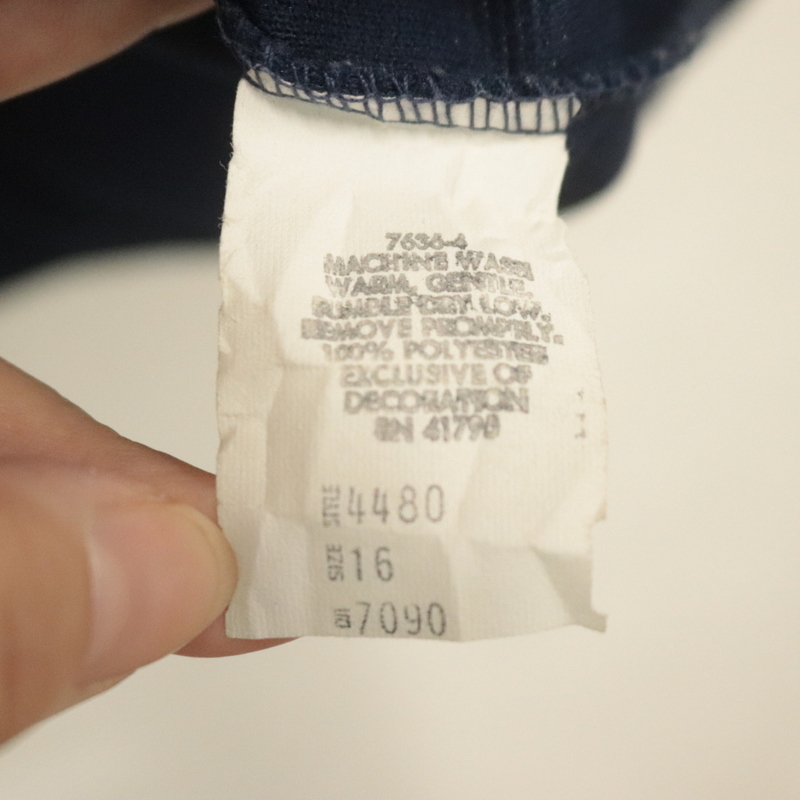 7636-4
MACHINE WASH
WARM, GENTLE.
TUMBLE DRY LOW.
REMOVE PROMPTLY.
100% POLYESTER
EXCLUSIVE OF
DECORATION
RN 41798
STYLE 4480
SIZE 16
7090